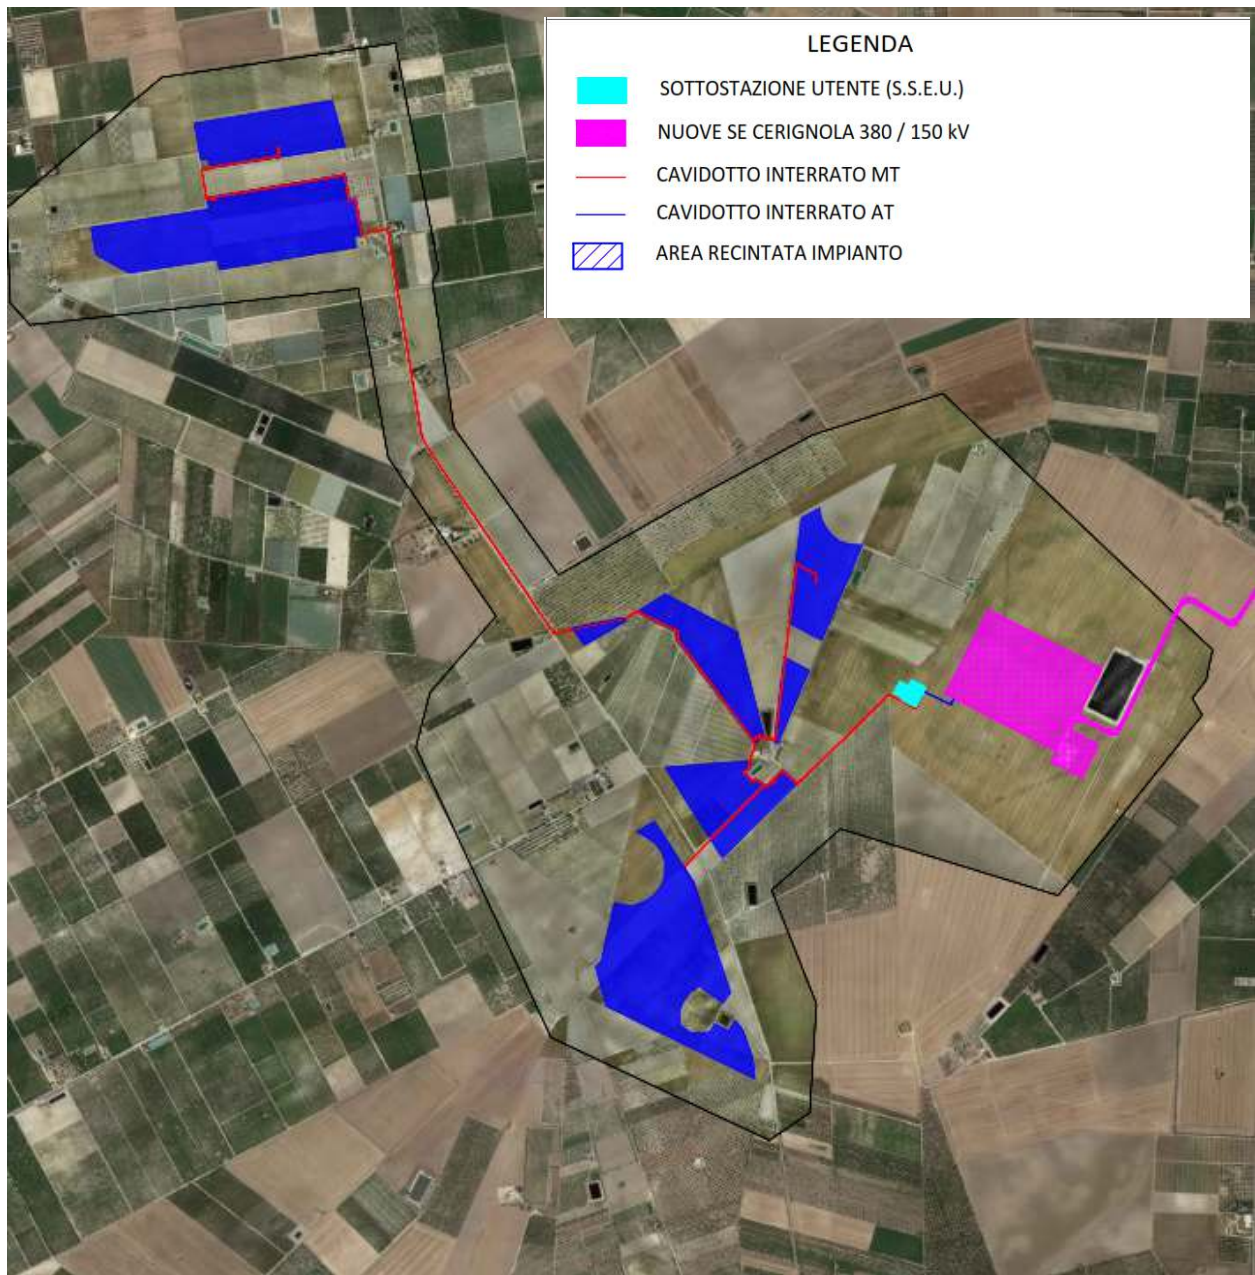 LEGENDA
SOTTOSTAZIONE UTENTE (S.S.E.U.)
NUOVE SE CERIGNOLA 380 / 150 kV
CAVIDOTTO INTERRATO MT
CAVIDOTTO INTERRATO AT
AREA RECINTATA IMPIANTO